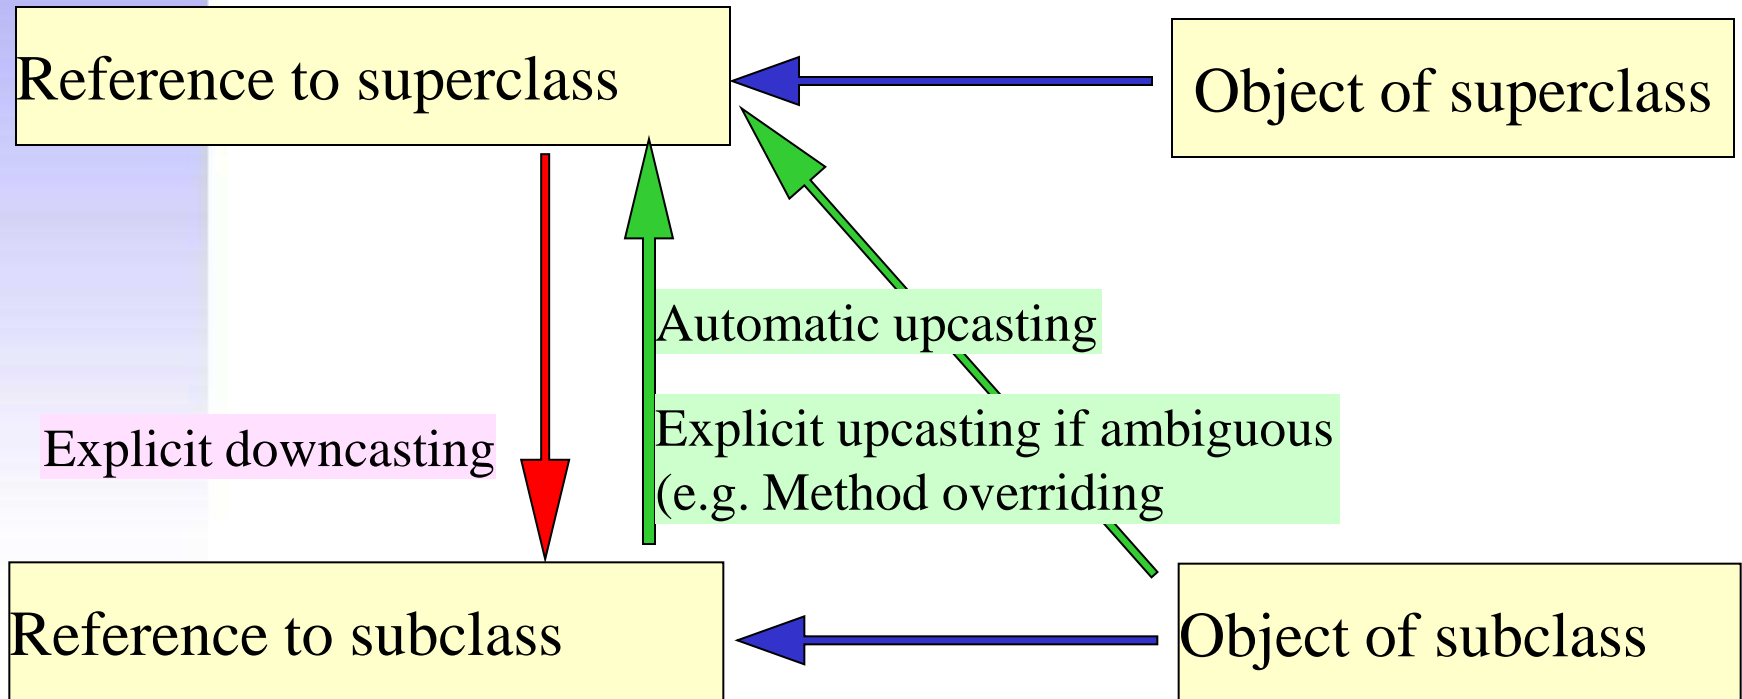 Reference to superclass
Object of superclass
Automatic upcasting
Explicit upcasting if ambiguous
(e.g. Method overriding
Explicit downcasting
Reference to subclass
Object of subclass